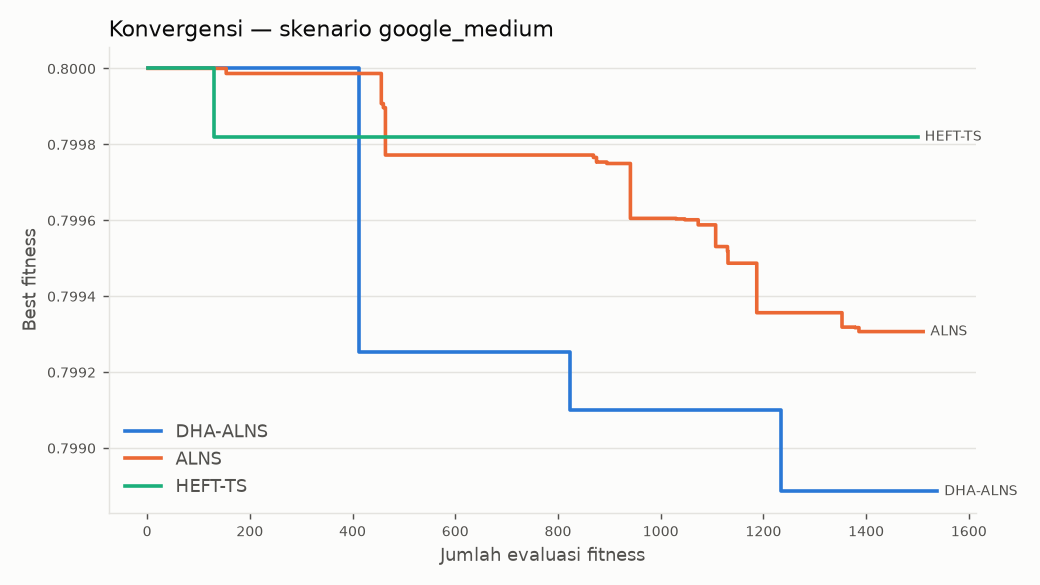 Konvergensi — skenario google_medium
Best fitness
0.8000
0.7998
0.7996
0.7994
0.7992
0.7990
HEFT-TS
ALNS
DHA-ALNS
DHA-ALNS
ALNS
HEFT-TS
0 200 400 600 800 1000 1200 1400 1600
Jumlah evaluasi fitness